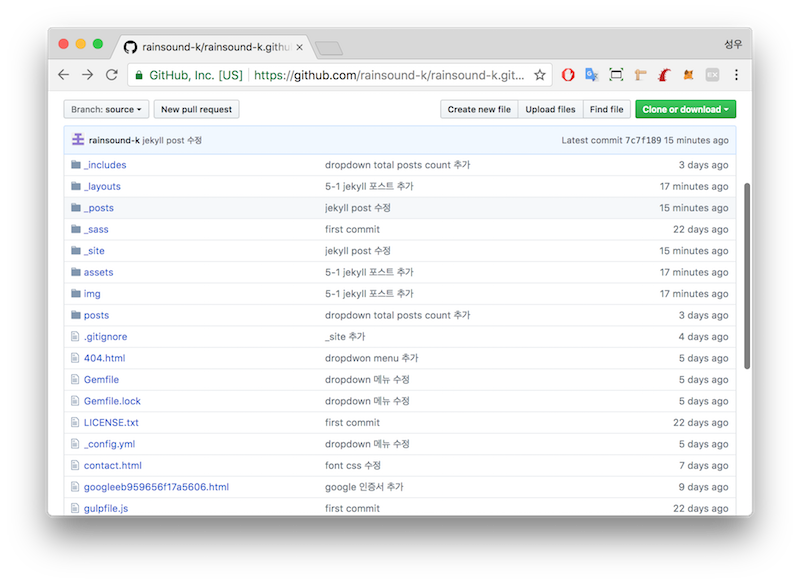 rainsound-k/rainsound-k.github
성우
GitHub, Inc. [US] https://github.com/rainsound-k/rainsound-k.git...
Branch: source New pull request Create new file Upload files Find file Clone or download
rainsound-k jekyll post 수정 Latest commit 7c7f189 15 minutes ago
_includes dropdown total posts count 추가 3 days ago
_layouts 5-1 jekyll 포스트 추가 17 minutes ago
_posts jekyll post 수정 15 minutes ago
_sass first commit 22 days ago
_site jekyll post 수정 15 minutes ago
assets 5-1 jekyll 포스트 추가 17 minutes ago
img 5-1 jekyll 포스트 추가 17 minutes ago
posts dropdown total posts count 추가 3 days ago
.gitignore _site 추가 4 days ago
404.html dropdwon menu 추가 5 days ago
Gemfile dropdown 메뉴 수정 5 days ago
Gemfile.lock dropdown 메뉴 수정 5 days ago
LICENSE.txt first commit 22 days ago
_config.yml dropdown 메뉴 수정 5 days ago
contact.html font css 수정 7 days ago
googleeb959656f17a5606.html google 인증서 추가 9 days ago
gulpfile.js first commit 22 days ago